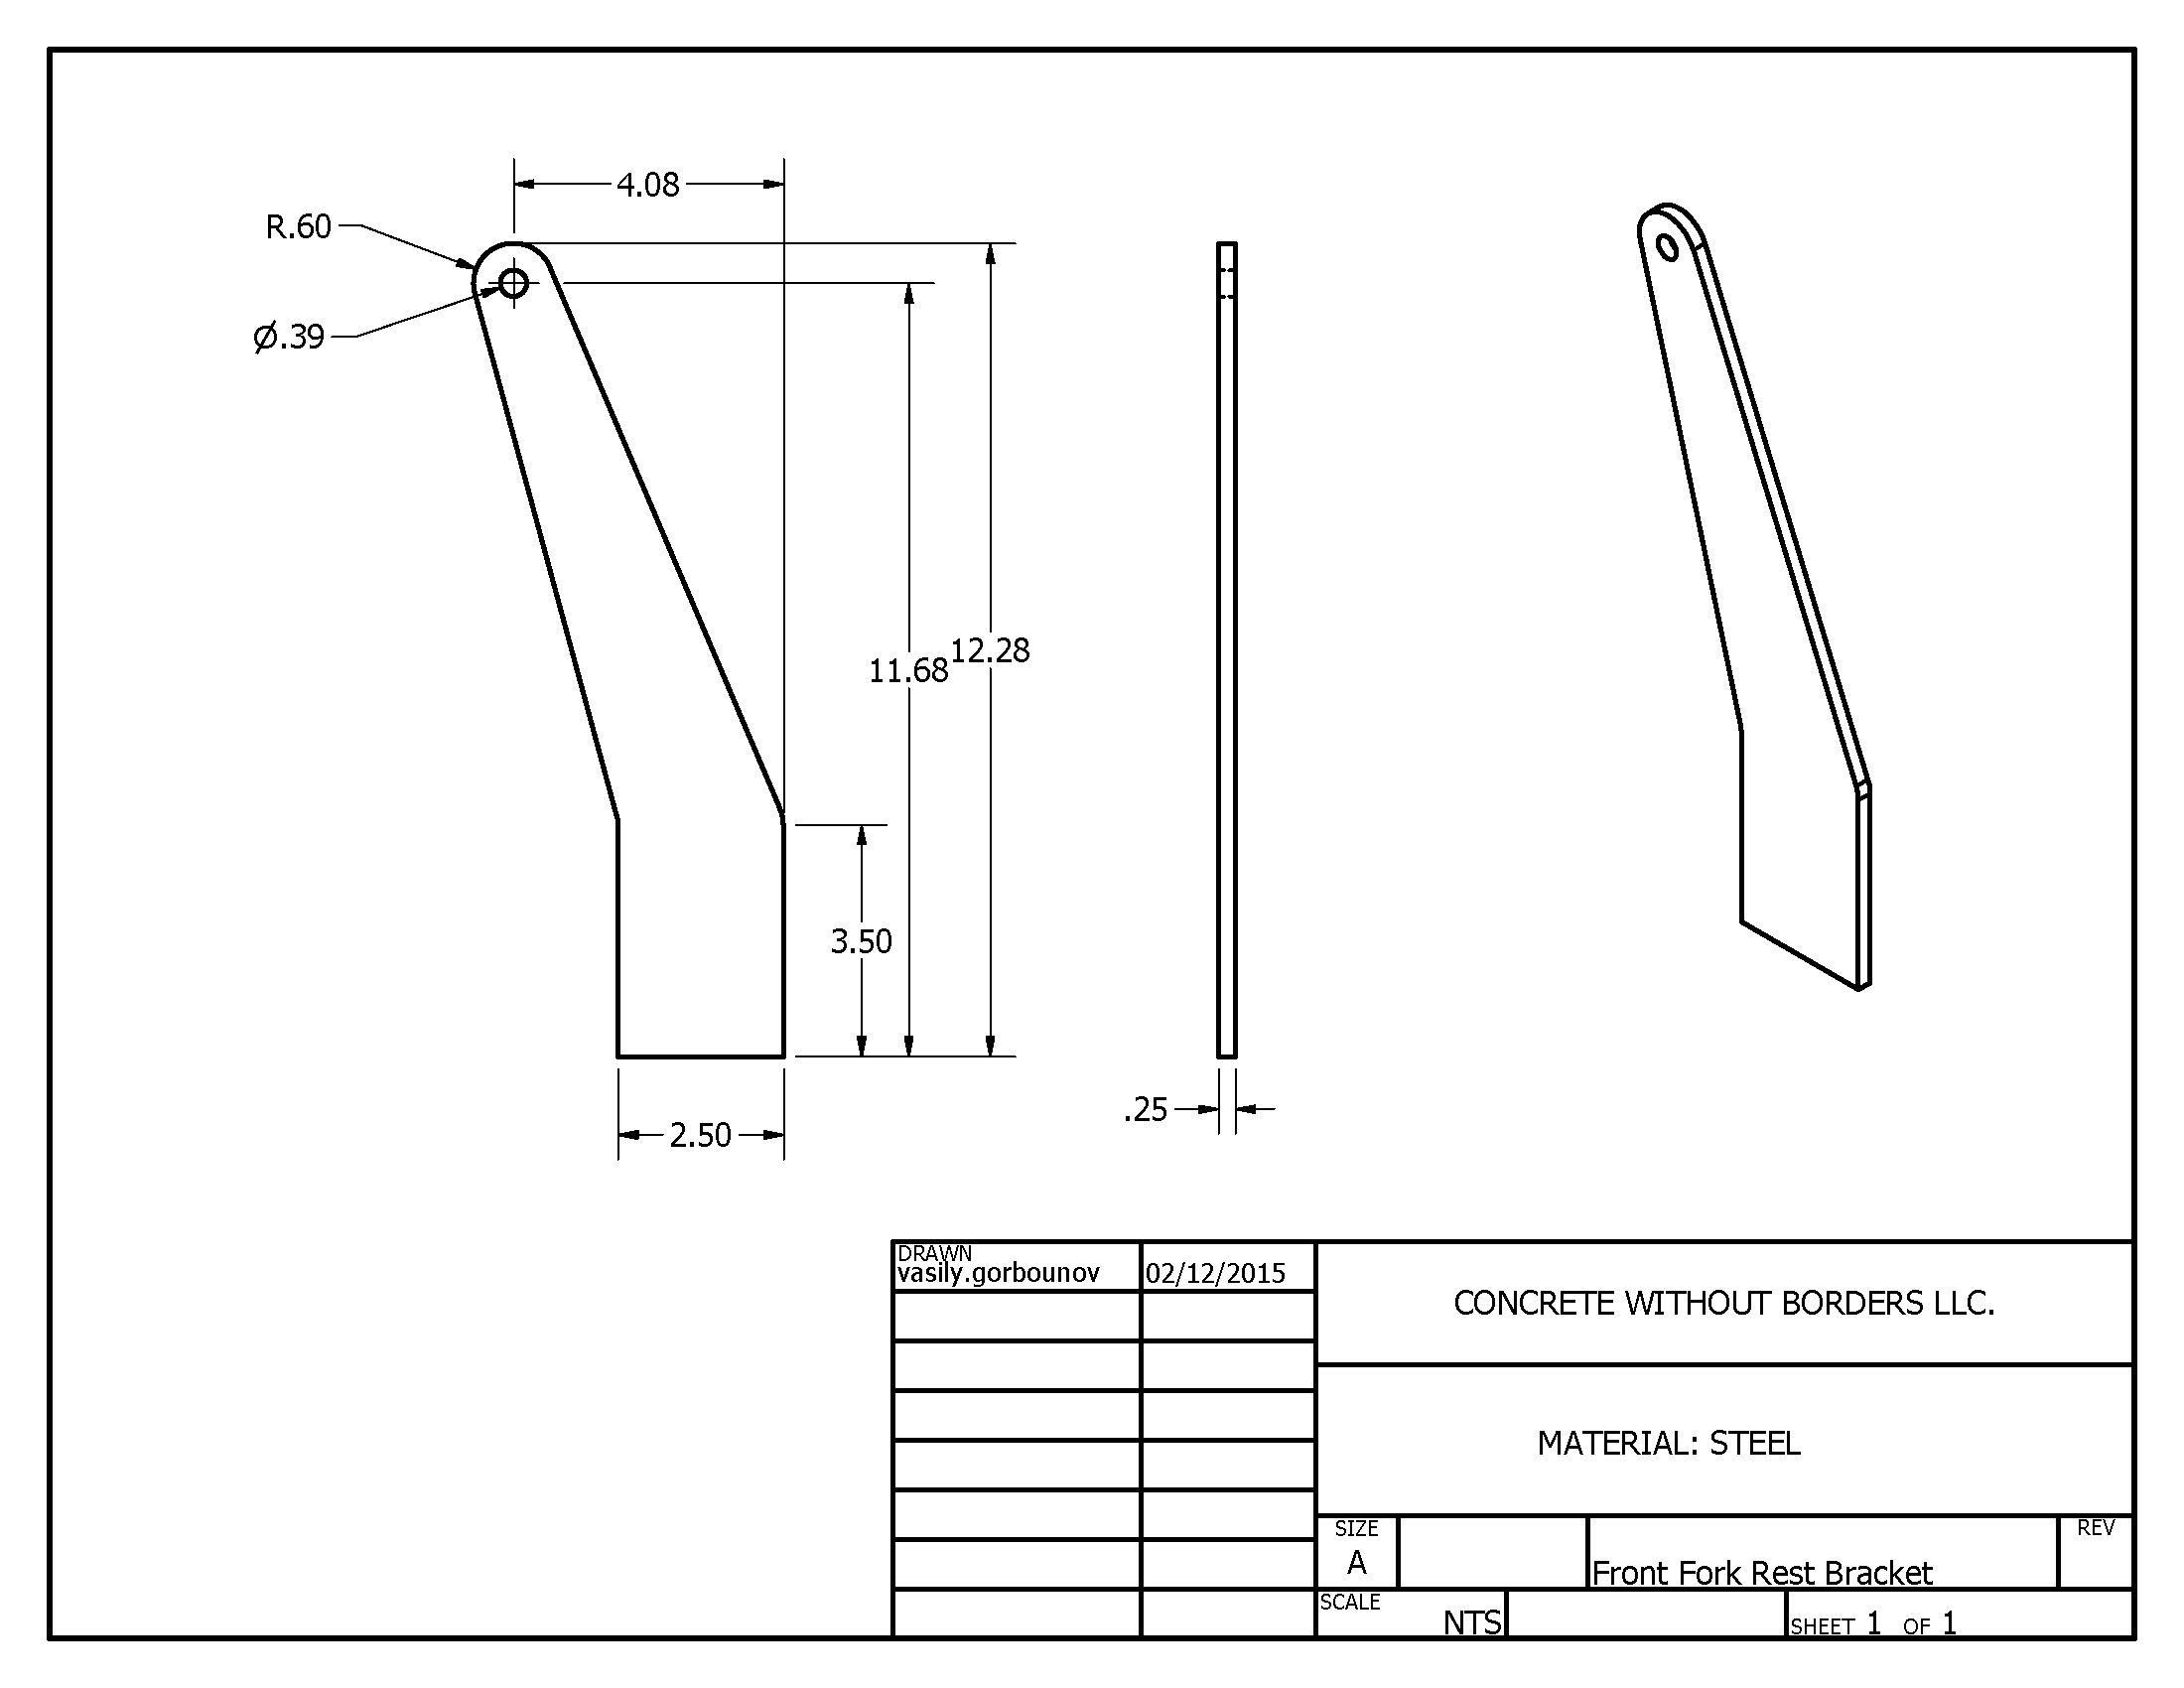 4.08
R.60
Ø.39
12.28
11.68
3.50
.25
2.50
DRAWN
vasily.gorbounov
02/12/2015
CONCRETE WITHOUT BORDERS LLC.
MATERIAL: STEEL
SIZE
A
REV
Front Fork Rest Bracket
SCALE
NTS
SHEET 1 OF 1